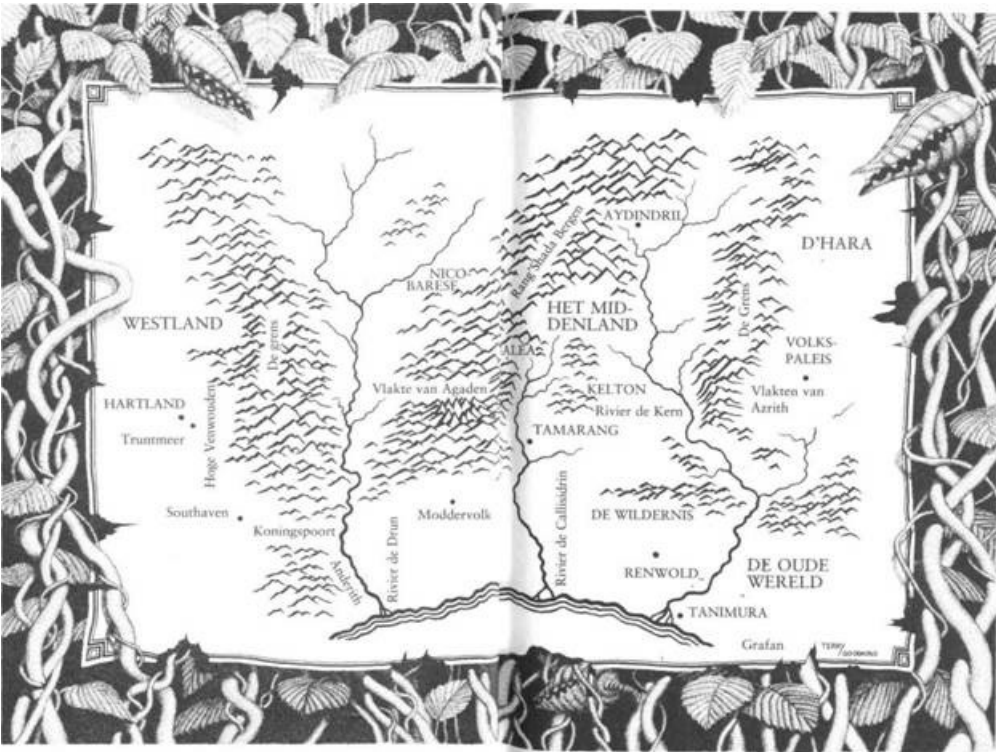 AYDINDRIL
Rang'Shada Bergen
D'HARA
NICO-
BARESE
HET MID-
DENLAND
WESTLAND
De grens
De Grens
VOLKS-
PALEIS
ALEA
Vlakte van Agaden
KELTON
Vlakten van
Azrith
HARTLAND
Rivier de Kern
Truntmeer
Hoge Venwouden
TAMARANG
Southaven
Koningspoort
Moddervolk
Rivier de Callisidrin
DE WILDERNIS
Anderith
Rivier de Drun
RENWOLD
DE OUDE
WERELD
TANIMURA
Grafan
TERRY
GOODKIND